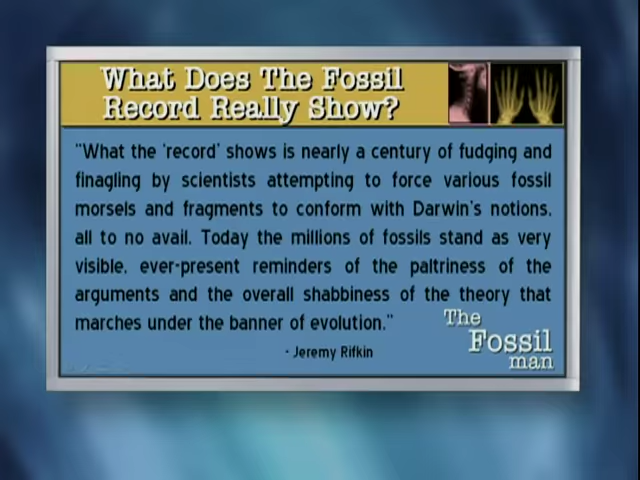 What Does The Fossil
Record Really Show?
"What the 'record' shows is nearly a century of fudging and
finagling by scientists attempting to force various fossil
morsels and fragments to conform with Darwin's notions,
all to no avail. Today the millions of fossils stand as very
visible, ever-present reminders of the paltriness of the
arguments and the overall shabbiness of the theory that
marches under the banner of evolution."
- Jeremy Rifkin
The
Fossil
man